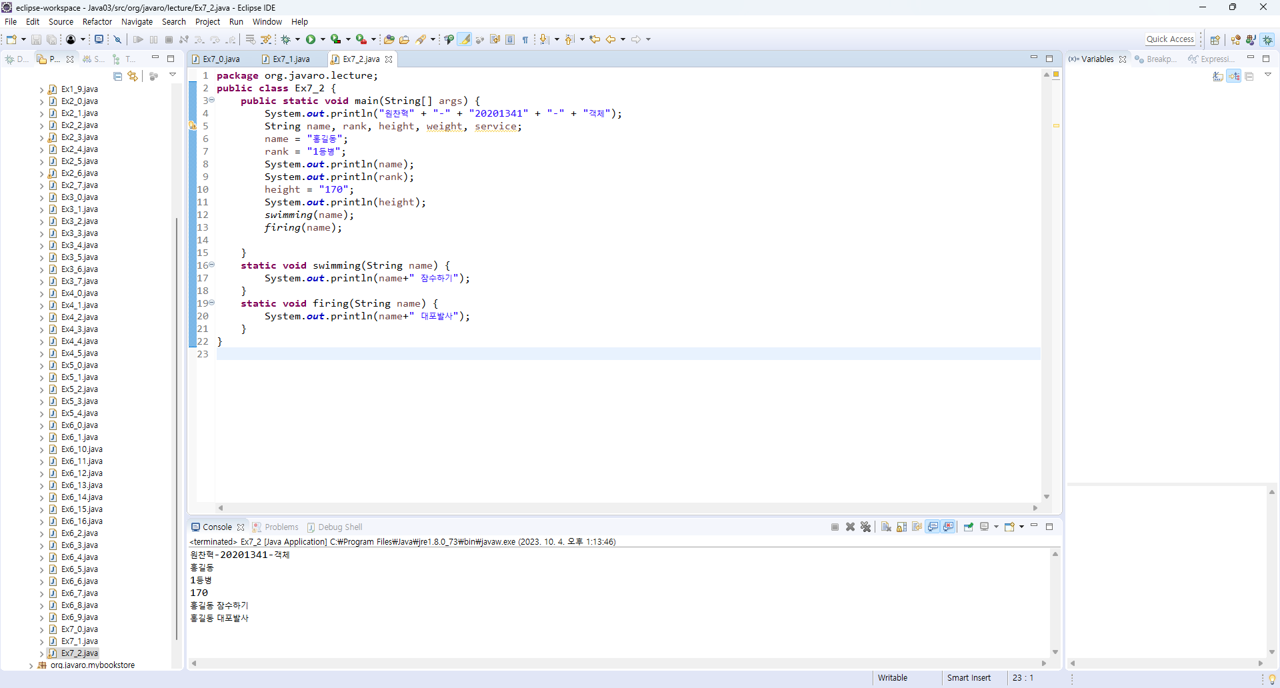 eclipse-workspace - Java03/src/org/javaro/lecture/Ex7_2.java - Eclipse IDE
File Edit Source Refactor Navigate Search Project Run Window Help
Quick Access
D... P... S... T...
Ex7_0.java Ex7_1.java Ex7_2.java
(x)= Variables Breakp... Expressi...
Ex1_9.java
Ex2_0.java
Ex2_1.java
Ex2_2.java
Ex2_3.java
Ex2_4.java
Ex2_5.java
Ex2_6.java
Ex2_7.java
Ex3_0.java
Ex3_1.java
Ex3_2.java
Ex3_3.java
Ex3_4.java
Ex3_5.java
Ex3_6.java
Ex3_7.java
Ex4_0.java
Ex4_1.java
Ex4_2.java
Ex4_3.java
Ex4_4.java
Ex4_5.java
Ex5_0.java
Ex5_1.java
Ex5_2.java
Ex5_3.java
Ex5_4.java
Ex6_0.java
Ex6_1.java
Ex6_10.java
Ex6_11.java
Ex6_12.java
Ex6_13.java
Ex6_14.java
Ex6_15.java
Ex6_16.java
Ex6_2.java
Ex6_3.java
Ex6_4.java
Ex6_5.java
Ex6_6.java
Ex6_7.java
Ex6_8.java
Ex6_9.java
Ex7_0.java
Ex7_1.java
Ex7_2.java
org.javaro.mybookstore
1 package org.javaro.lecture;
2 public class Ex7_2 {
3 public static void main(String[] args) {
4 System.out.println("원찬혁" + "-" + "20201341" + "-" + "객체");
5 String name, rank, height, weight, service;
6 name = "홍길동";
7 rank = "1등병";
8 System.out.println(name);
9 System.out.println(rank);
10 height = "170";
11 System.out.println(height);
12 swimming(name);
13 firing(name);
14
15 }
16 static void swimming(String name) {
17 System.out.println(name+" 잠수하기");
18 }
19 static void firing(String name) {
20 System.out.println(name+" 대포발사");
21 }
22 }
23
Console Problems Debug Shell
<terminated> Ex7_2 [Java Application] C:₩Program Files₩Java₩jre1.8.0_73₩bin₩javaw.exe (2023. 10. 4. 오후 1:13:46)
원찬혁-20201341-객체
홍길동
1등병
170
홍길동 잠수하기
홍길동 대포발사
Writable Smart Insert 23 : 1